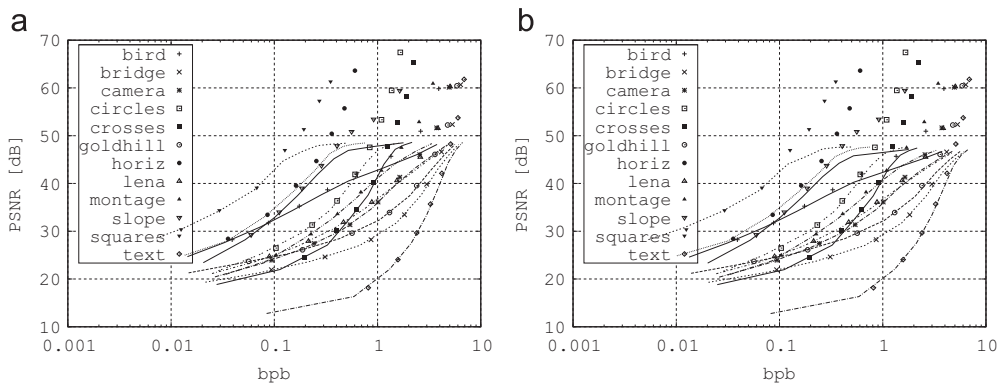 a
70
60
50
40
30
20
10
PSNR [dB]
bird
bridge
camera
circles
crosses
goldhill
horiz
lena
montage
slope
squares
text
0.001
0.01
0.1
1
10
bpb
b
70
60
50
40
30
20
10
PSNR [dB]
bird
bridge
camera
circles
crosses
goldhill
horiz
lena
montage
slope
squares
text
0.001
0.01
0.1
1
10
bpb